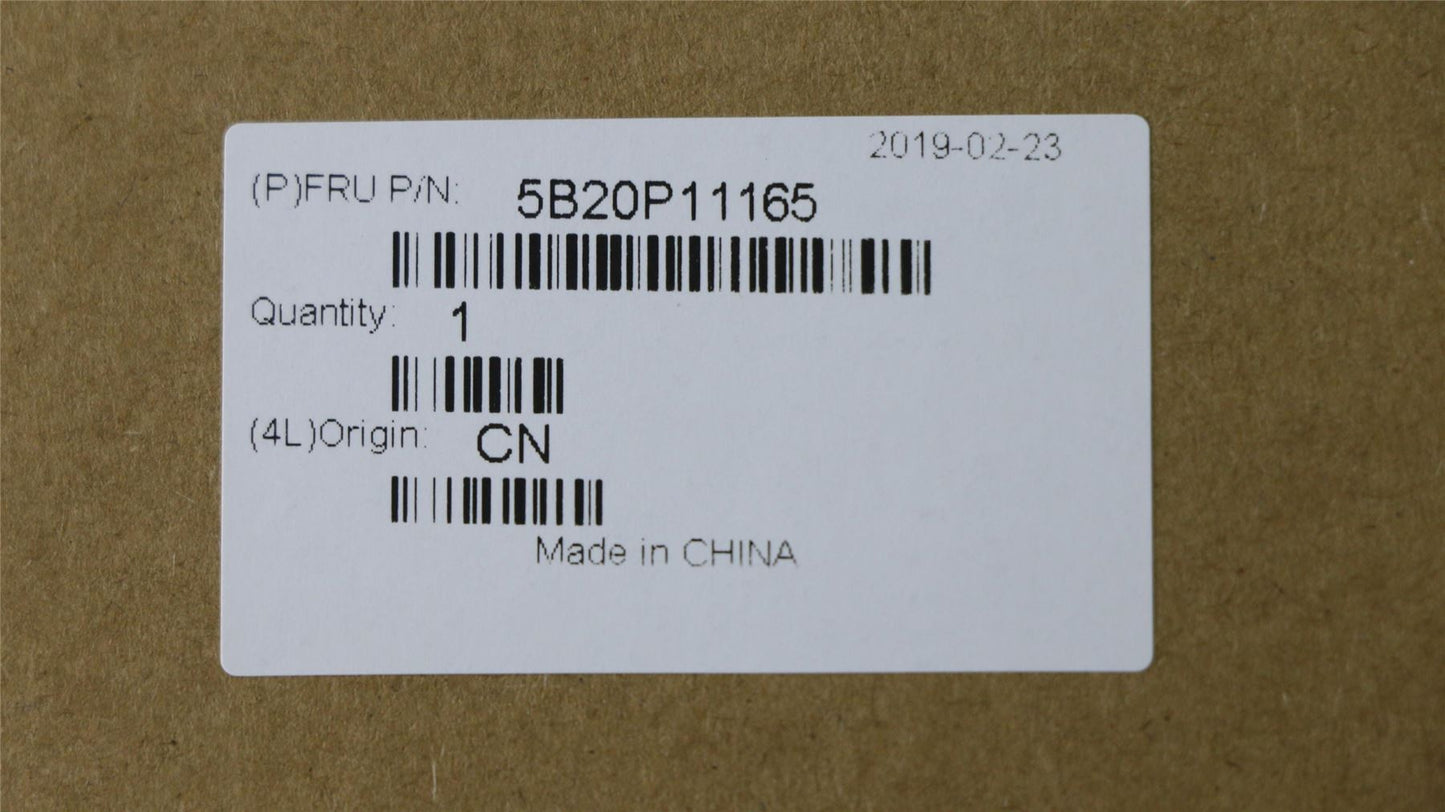 2019-02-23
(P)FRU P/N: 5B20P11165
Quantity: 1
(4L)Origin: CN
Made in CHINA